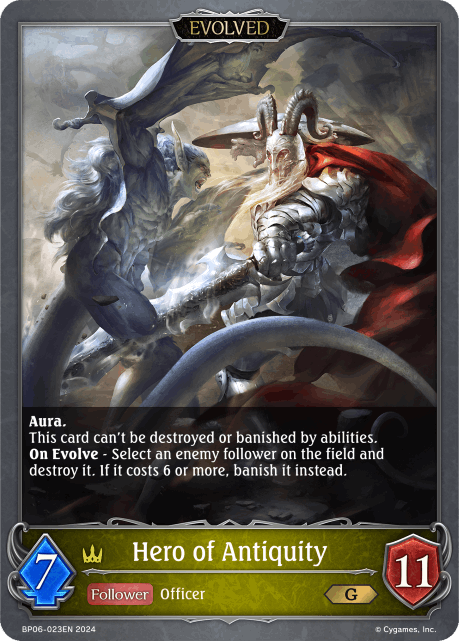 EVOLVED
Aura.
This card can't be destroyed or banished by abilities.
On Evolve - Select an enemy follower on the field and
destroy it. If it costs 6 or more, banish it instead.
Hero of Antiquity
7
11
Follower Officer
G
BP06-023EN 2024
© Cygames, Inc.